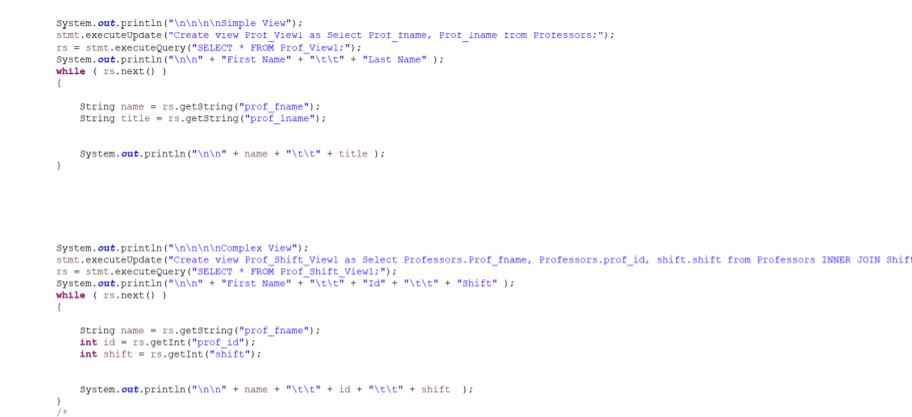 System.out.println("\n\n\n\nSimple View");
stmt.executeUpdate("Create view Prof_View1 as Select Prof_fname, Prof_lname from Professors;");
rs = stmt.executeQuery("SELECT * FROM Prof_View1;");
System.out.println("\n\n" + "First Name" + "\t\t" + "Last Name" );
while ( rs.next() )
{
String name = rs.getString("prof_fname");
String title = rs.getString("prof_lname");
System.out.println("\n\n" + name + "\t\t" + title );
}
System.out.println("\n\n\n\nComplex View");
stmt.executeUpdate("Create view Prof_Shift_View1 as Select Professors.Prof_fname, Professors.prof_id, shift.shift from Professors INNER JOIN Shift
rs = stmt.executeQuery("SELECT * FROM Prof_Shift_View1;");
System.out.println("\n\n" + "First Name" + "\t\t" + "Id" + "\t\t" + "Shift" );
while ( rs.next() )
{
String name = rs.getString("prof_fname");
int id = rs.getInt("prof_id");
int shift = rs.getInt("shift");
System.out.println("\n\n" + name + "\t\t" + id + "\t\t" + shift  );
}
/*